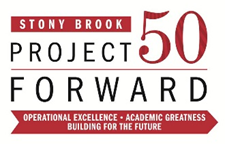 STONY BROOK
PROJECT 50
FORWARD
OPERATIONAL EXCELLENCE • ACADEMIC GREATNESS
BUILDING FOR THE FUTURE